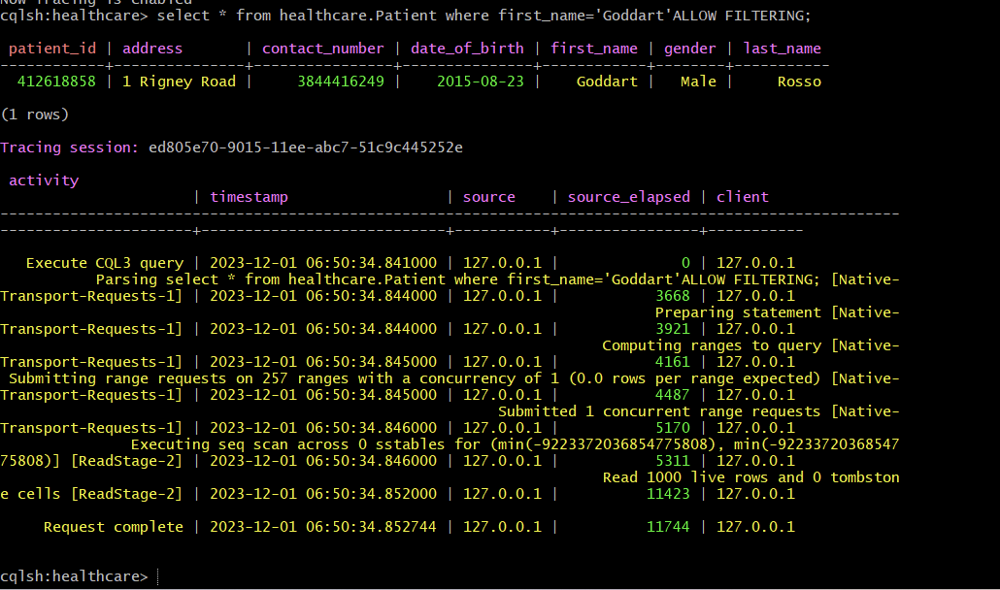 Now Tracing is enabled
cqlsh:healthcare> select * from healthcare.Patient where first_name='Goddart'ALLOW FILTERING;
patient_id | address | contact_number | date_of_birth | first_name | gender | last_name
------------+---------------+----------------+---------------+------------+--------+-----------
412618858 | 1 Rigney Road | 3844416249 | 2015-08-23 | Goddart | Male | Rosso
(1 rows)
Tracing session: ed805e70-9015-11ee-abc7-51c9c445252e
activity
| timestamp | source | source_elapsed | client
-------------------------------------------------------------------------------------------------------
----------------------+----------------------------+-----------+----------------+-----------
Execute CQL3 query | 2023-12-01 06:50:34.841000 | 127.0.0.1 | 0 | 127.0.0.1
Parsing select * from healthcare.Patient where first_name='Goddart'ALLOW FILTERING; [Native-
Transport-Requests-1] | 2023-12-01 06:50:34.844000 | 127.0.0.1 | 3668 | 127.0.0.1
Preparing statement [Native-
Transport-Requests-1] | 2023-12-01 06:50:34.844000 | 127.0.0.1 | 3921 | 127.0.0.1
Computing ranges to query [Native-
Transport-Requests-1] | 2023-12-01 06:50:34.845000 | 127.0.0.1 | 4161 | 127.0.0.1
Submitting range requests on 257 ranges with a concurrency of 1 (0.0 rows per range expected) [Native-
Transport-Requests-1] | 2023-12-01 06:50:34.845000 | 127.0.0.1 | 4487 | 127.0.0.1
Submitted 1 concurrent range requests [Native-
Transport-Requests-1] | 2023-12-01 06:50:34.846000 | 127.0.0.1 | 5170 | 127.0.0.1
Executing seq scan across 0 sstables for (min(-9223372036854775808), min(-92233720368547
75808)] [ReadStage-2] | 2023-12-01 06:50:34.846000 | 127.0.0.1 | 5311 | 127.0.0.1
Read 1000 live rows and 0 tombston
e cells [ReadStage-2] | 2023-12-01 06:50:34.852000 | 127.0.0.1 | 11423 | 127.0.0.1
Request complete | 2023-12-01 06:50:34.852744 | 127.0.0.1 | 11744 | 127.0.0.1
cqlsh:healthcare>